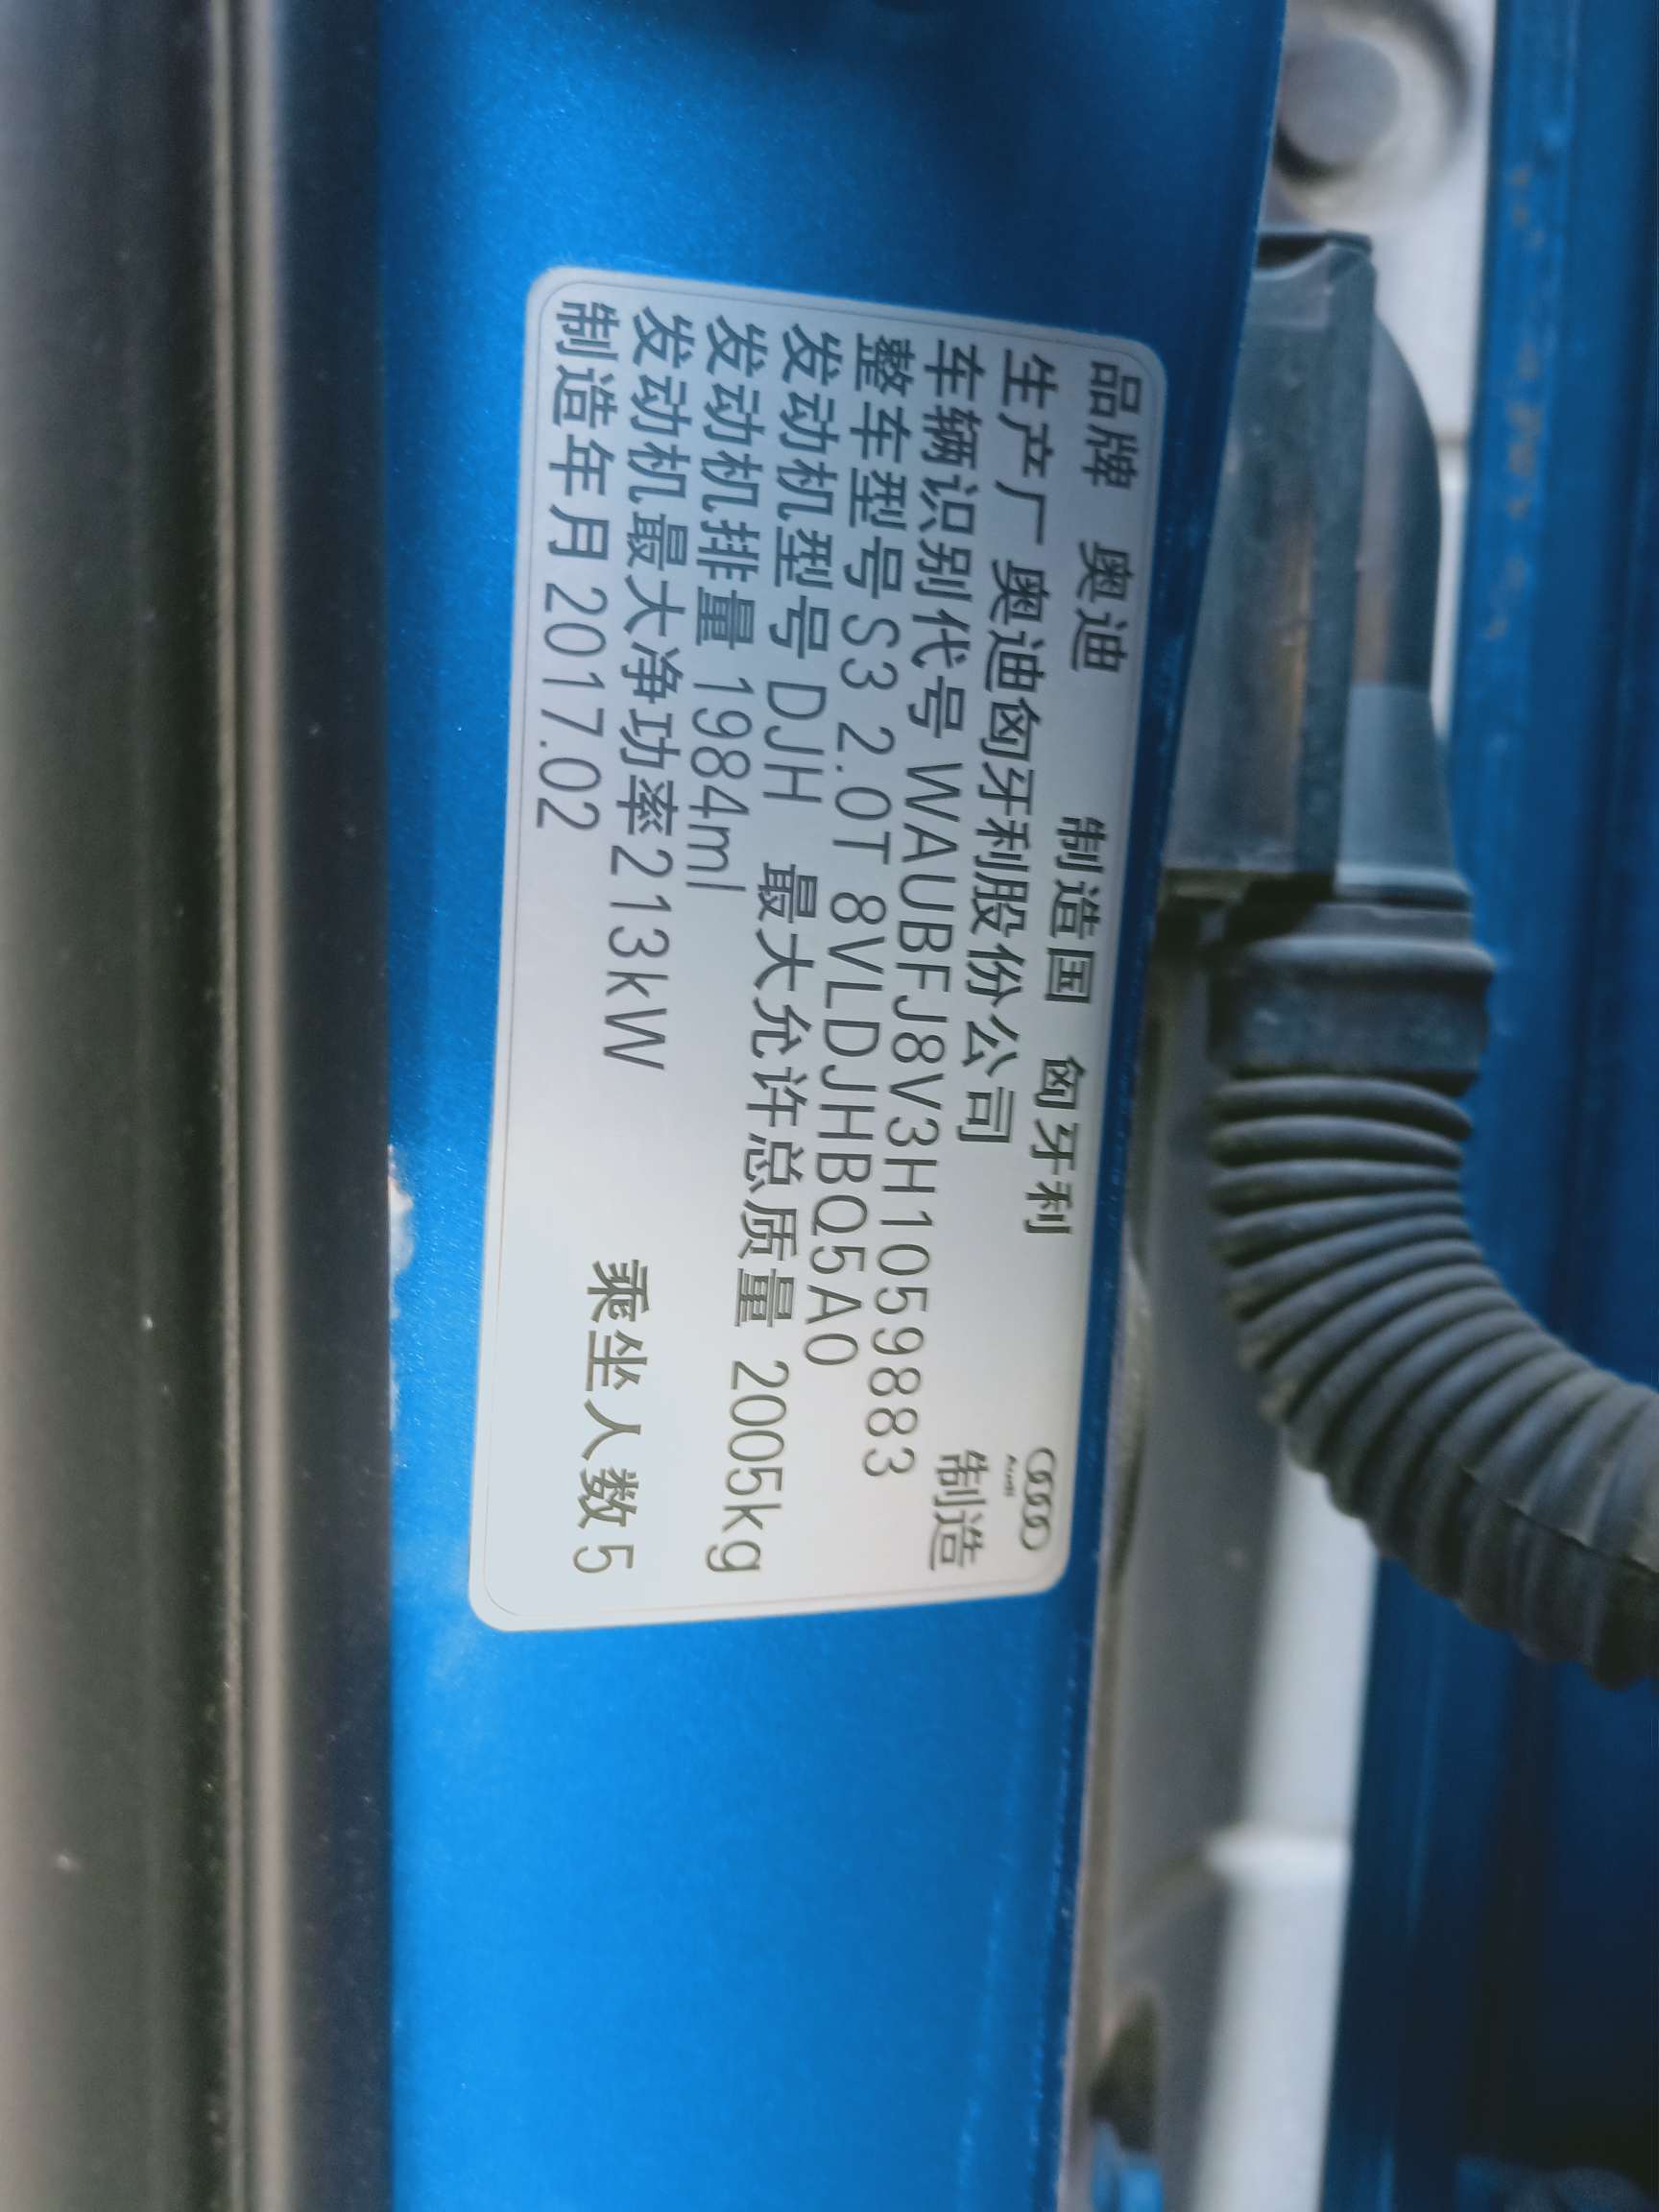 品牌 奥迪 制造国 匈牙利 Audi
生产厂 奥迪匈牙利股份公司 制造
车辆识别代号 WAUBFJ8V3H1059883
整车型号 S3 2.0T 8VLDJHBQ5A0
发动机型号 DJH 最大允许总质量 2005kg
发动机排量 1984ml
发动机最大净功率213kW 乘坐人数 5
制造年月 2017.02